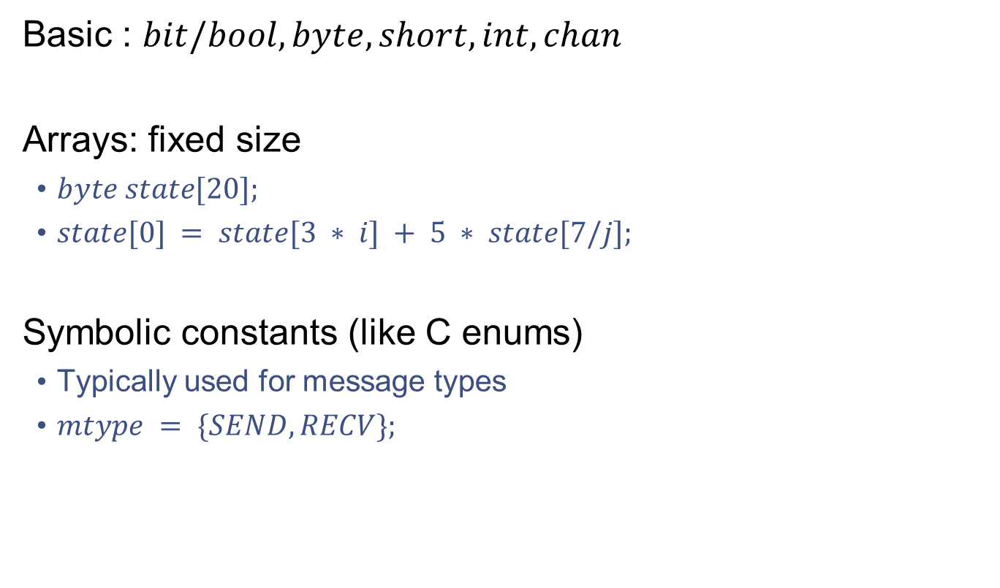 Basic : bit/bool, byte, short, int, chan
Arrays: fixed size
• byte state[20];
• state[0] = state[3 ∗ i] + 5 ∗ state[7/j];
Symbolic constants (like C enums)
• Typically used for message types
• mtype = {SEND, RECV};